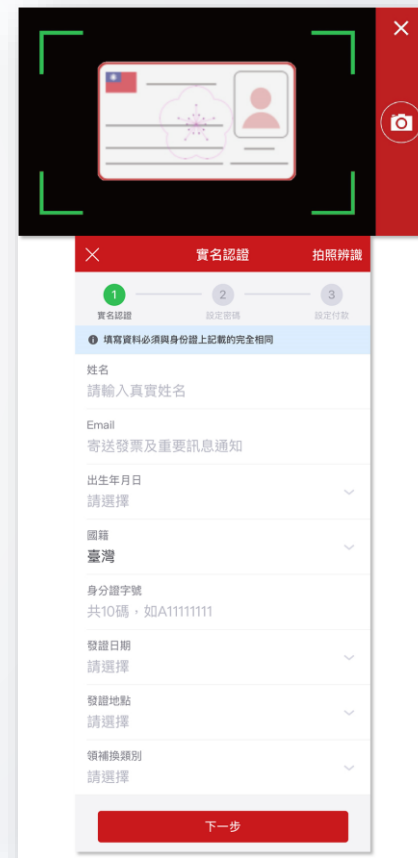 實名認證
拍照辨識
1
2
3
實名認證
設定密碼
設定付款
填寫資料必須與身份證上記載的完全相同
姓名
請輸入真實姓名
Email
寄送發票及重要訊息通知
出生年月日
請選擇
國籍
臺灣
身分證字號
共10碼，如A11111111
發證日期
請選擇
發證地點
請選擇
領補換類別
請選擇
下一步